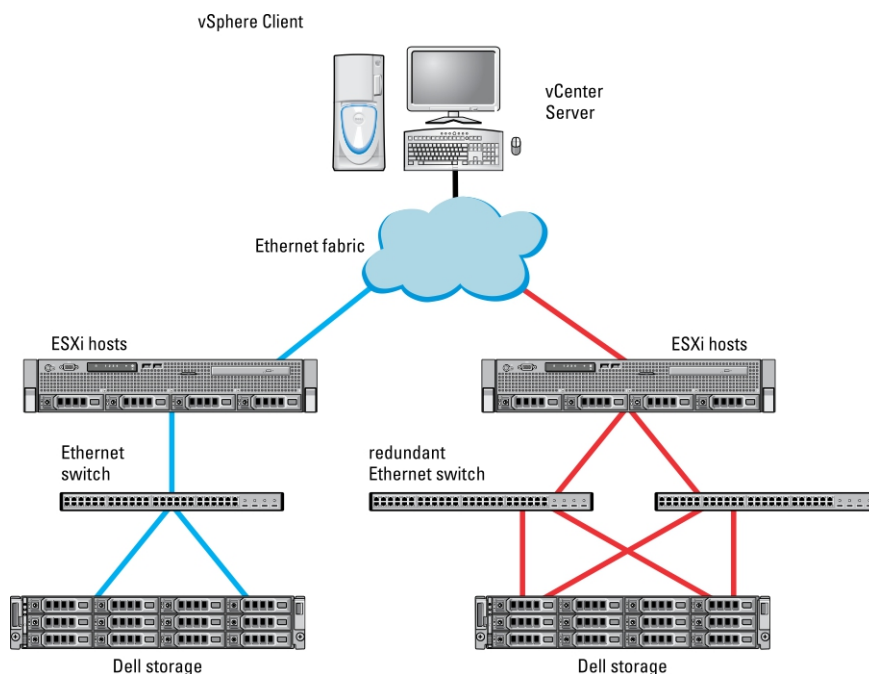 vSphere Client
vCenter
Server
Ethernet fabric
ESXi hosts
ESXi hosts
Ethernet
switch
redundant
Ethernet switch
Dell storage
Dell storage